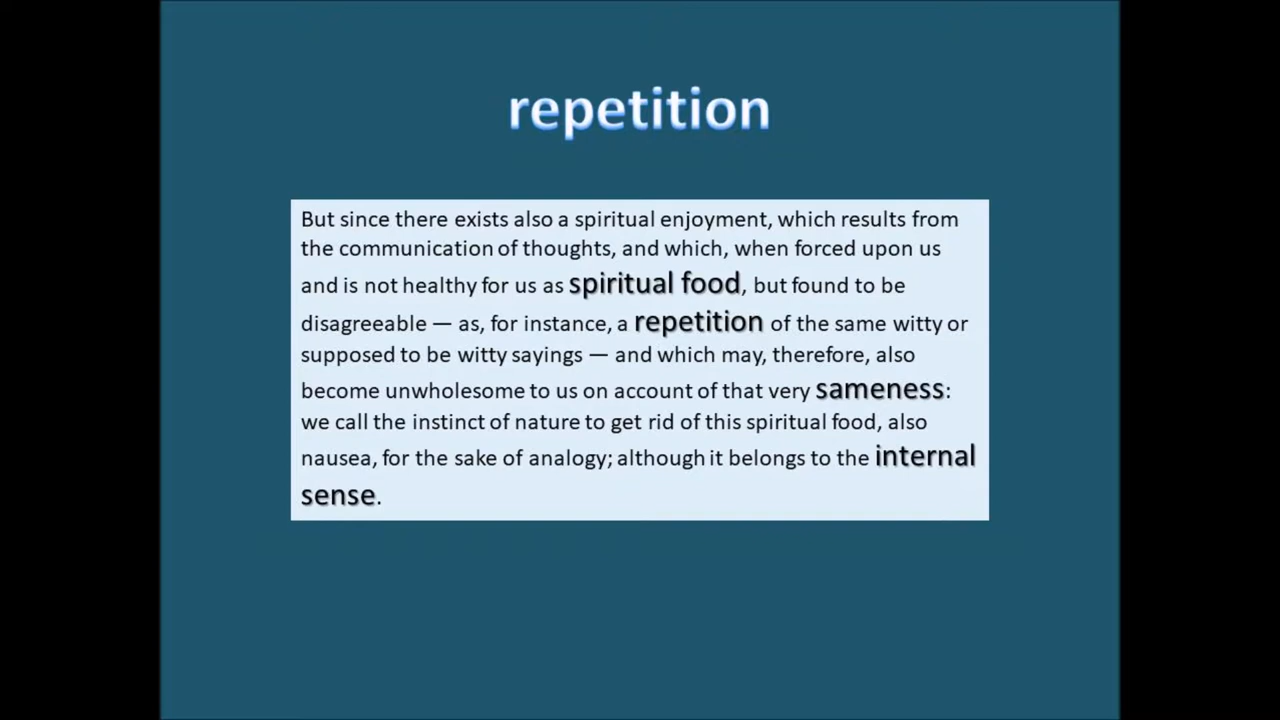 repetition
But since there exists also a spiritual enjoyment, which results from
the communication of thoughts, and which, when forced upon us
and is not healthy for us as spiritual food, but found to be
disagreeable — as, for instance, a repetition of the same witty or
supposed to be witty sayings — and which may, therefore, also
become unwholesome to us on account of that very sameness:
we call the instinct of nature to get rid of this spiritual food, also
nausea, for the sake of analogy; although it belongs to the internal
sense.